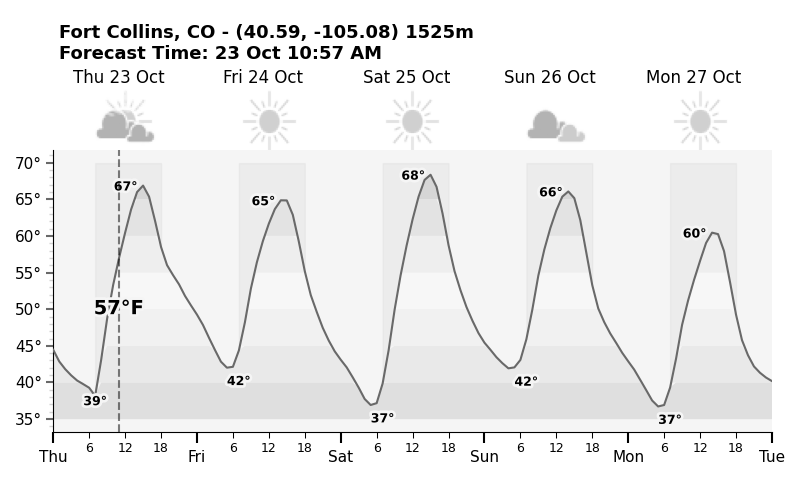 Fort Collins, CO - (40.59, -105.08) 1525m
Forecast Time: 23 Oct 10:57 AM
Thu 23 Oct Fri 24 Oct Sat 25 Oct Sun 26 Oct Mon 27 Oct
70°
67° 65° 68° 66°
65°
60°
60°
55°
57°F
50°
45°
42° 42°
40°
39° 37° 37°
35°
6 12 18 6 12 18 6 12 18 6 12 18 6 12 18
Thu Fri Sat Sun Mon Tue